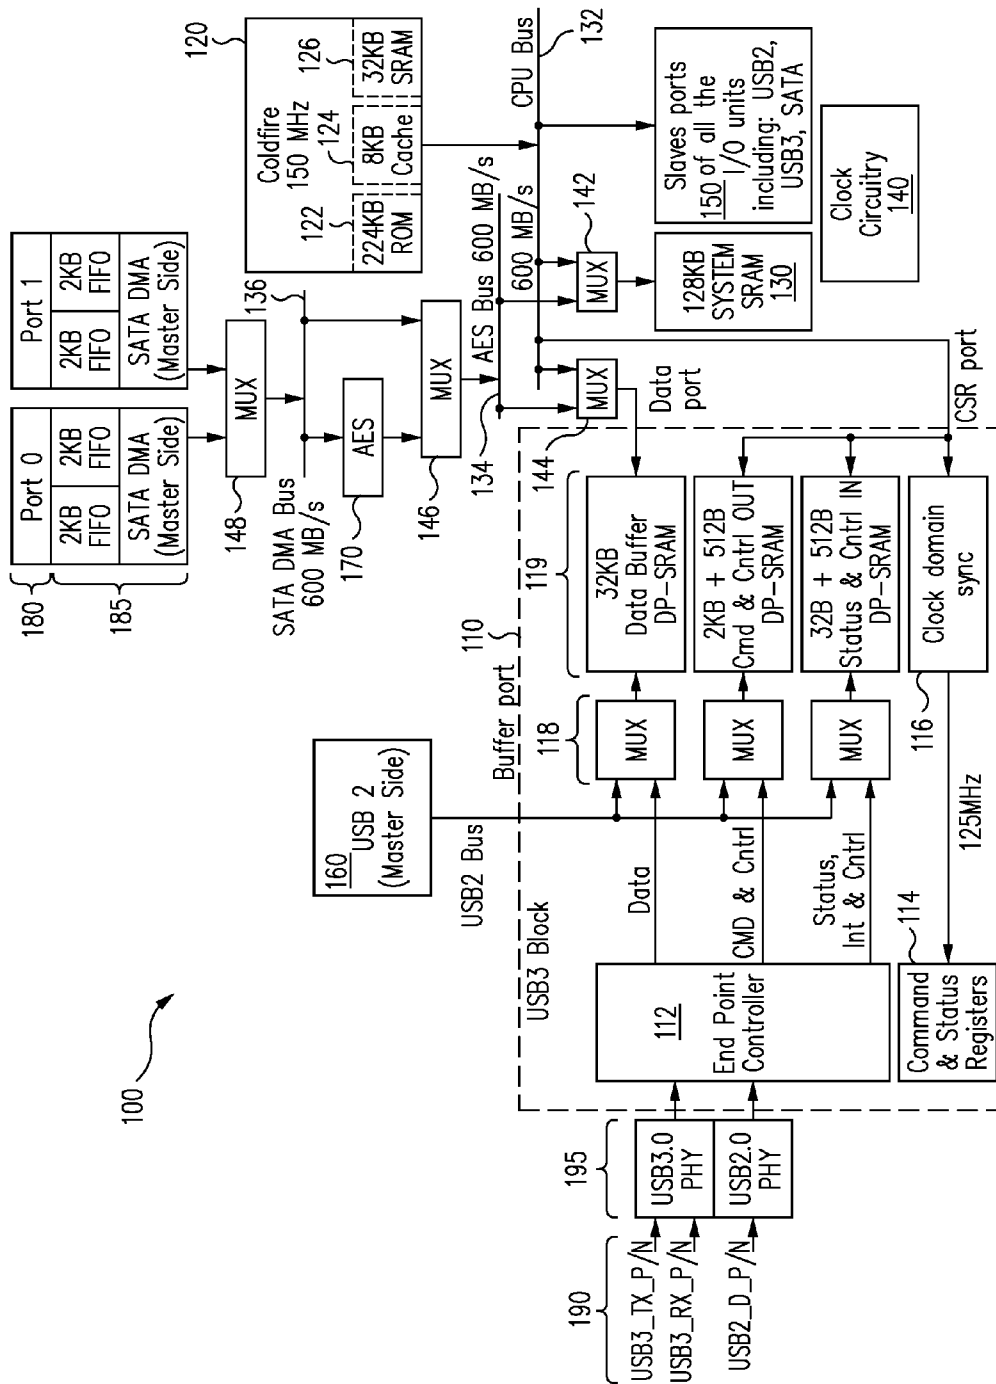 100
180
185
Port 0
2KB FIFO
2KB FIFO
SATA DMA
(Master Side)
Port 1
2KB FIFO
2KB FIFO
SATA DMA
(Master Side)
MUX
148
136
SATA DMA Bus
600 MB/s
AES
170
MUX
146
120
Coldfire
150 MHz
122
124
126
224KB
ROM
8KB
Cache
32KB
SRAM
134
AES Bus 600 MB/s
600 MB/s
CPU Bus
132
MUX
144
Data
port
MUX
142
128KB
SYSTEM
SRAM
130
Slaves ports
150 of all the
I/O units
including: USB2,
USB3, SATA
Clock
Circuitry
140
CSR port
160 USB 2
(Master Side)
USB2 Bus
Buffer port
110
USB3 Block
118
119
MUX
MUX
MUX
32KB
Data Buffer
DP-SRAM
2KB + 512B
Cmd & Cntrl OUT
DP-SRAM
32B + 512B
Status & Cntrl IN
DP-SRAM
Clock domain
sync
116
125MHz
Data
CMD & Cntrl
Status,
Int & Cntrl
112
End Point
Controller
114
Command
& Status
Registers
195
USB3.0
PHY
USB2.0
PHY
190
USB3_TX_P/N
USB3_RX_P/N
USB2_D_P/N